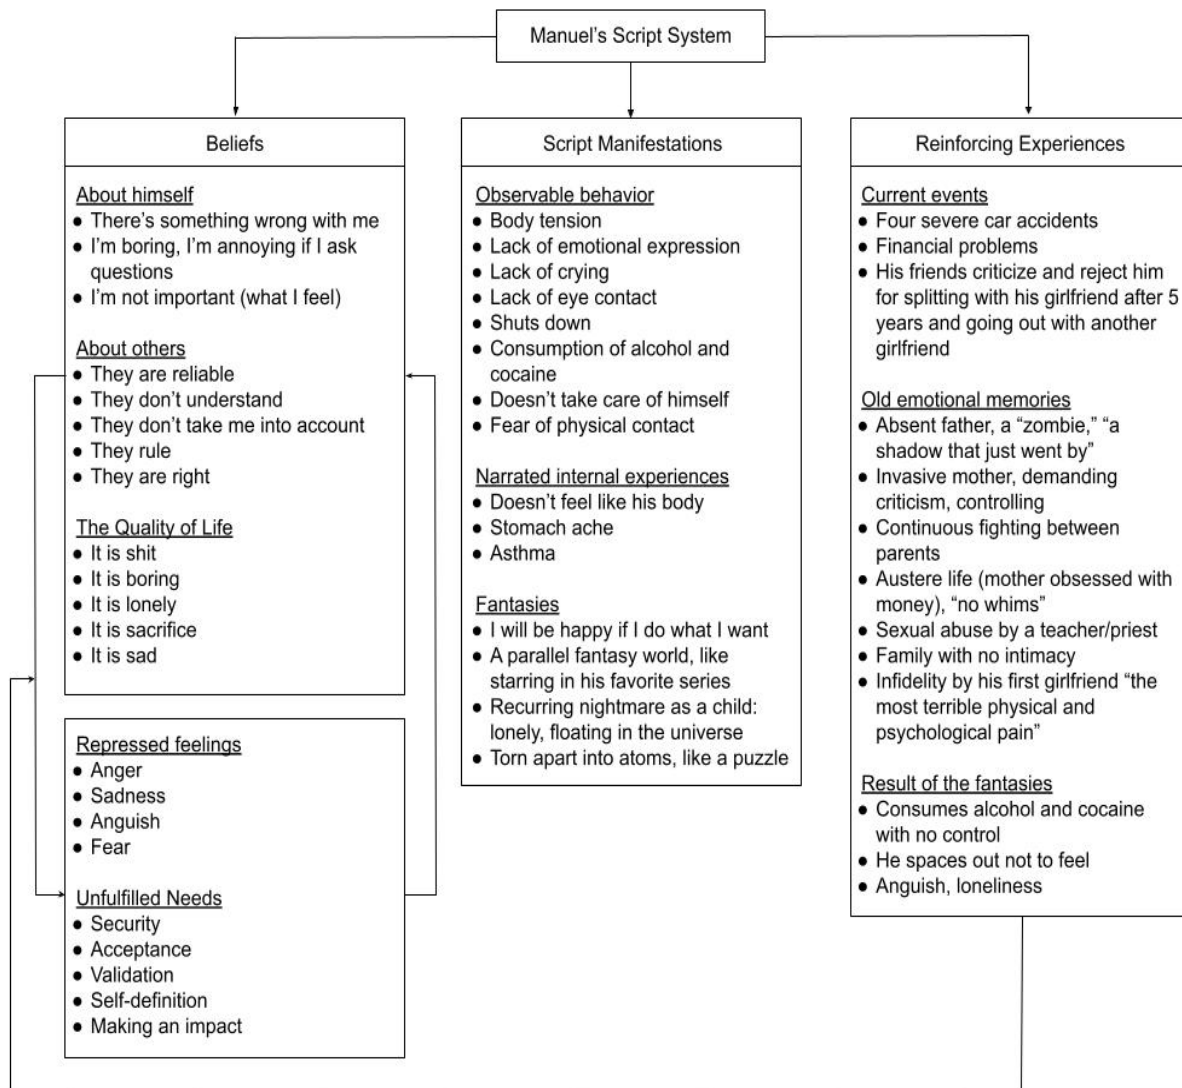 Manuel’s Script System
Beliefs
About himself
● There’s something wrong with me
● I’m boring, I’m annoying if I ask
questions
● I’m not important (what I feel)
About others
● They are reliable
● They don’t understand
● They don’t take me into account
● They rule
● They are right
The Quality of Life
● It is shit
● It is boring
● It is lonely
● It is sacrifice
● It is sad
Repressed feelings
● Anger
● Sadness
● Anguish
● Fear
Unfulfilled Needs
● Security
● Acceptance
● Validation
● Self-definition
● Making an impact
Script Manifestations
Observable behavior
● Body tension
● Lack of emotional expression
● Lack of crying
● Lack of eye contact
● Shuts down
● Consumption of alcohol and
cocaine
● Doesn’t take care of himself
● Fear of physical contact
Narrated internal experiences
● Doesn’t feel like his body
● Stomach ache
● Asthma
Fantasies
● I will be happy if I do what I want
● A parallel fantasy world, like
starring in his favorite series
● Recurring nightmare as a child:
lonely, floating in the universe
● Torn apart into atoms, like a puzzle
Reinforcing Experiences
Current events
● Four severe car accidents
● Financial problems
● His friends criticize and reject him
for splitting with his girlfriend after 5
years and going out with another
girlfriend
Old emotional memories
● Absent father, a “zombie,” “a
shadow that just went by”
● Invasive mother, demanding
criticism, controlling
● Continuous fighting between
parents
● Austere life (mother obsessed with
money), “no whims”
● Sexual abuse by a teacher/priest
● Family with no intimacy
● Infidelity by his first girlfriend “the
most terrible physical and
psychological pain”
Result of the fantasies
● Consumes alcohol and cocaine
with no control
● He spaces out not to feel
● Anguish, loneliness